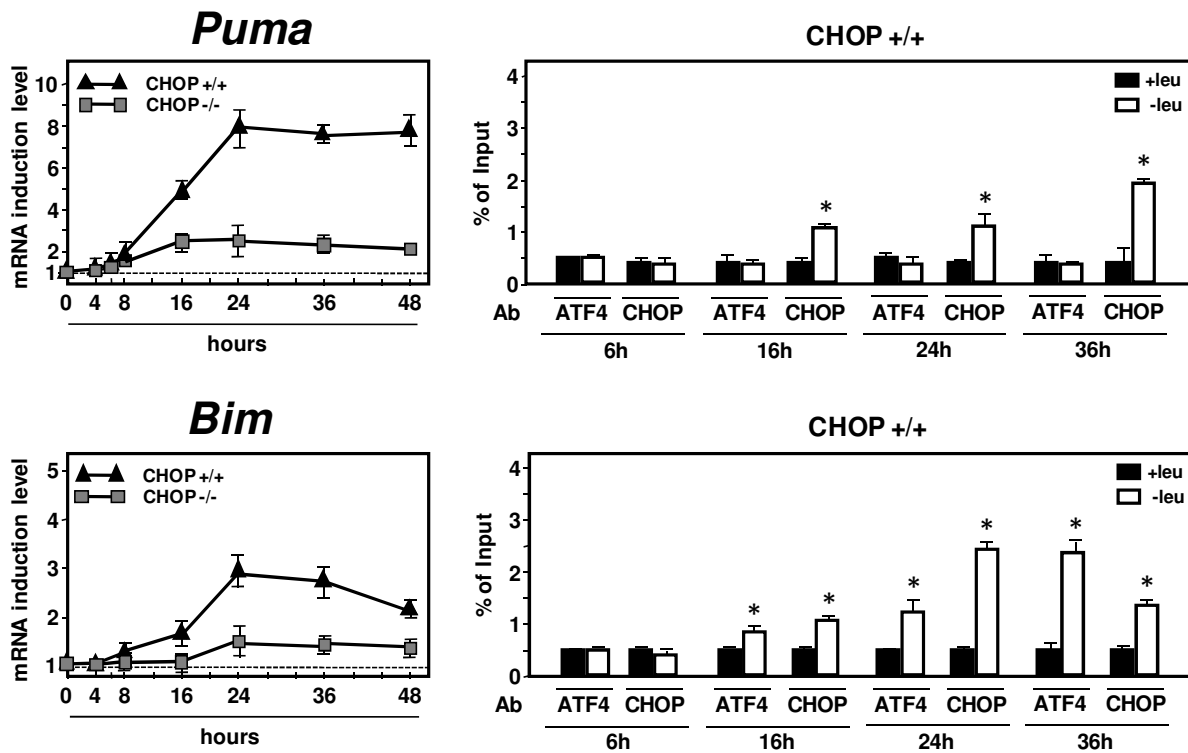 Puma
mRNA induction level
10
8
6
4
2
1
CHOP +/+
CHOP -/-
0 4 8 16 24 36 48
hours
CHOP +/+
% of Input
4
3
2
1
0
+leu
-leu
* * *
Ab ATF4 CHOP ATF4 CHOP ATF4 CHOP ATF4 CHOP
6h 16h 24h 36h
Bim
mRNA induction level
5
4
3
2
1
CHOP +/+
CHOP -/-
0 4 8 16 24 36 48
hours
CHOP +/+
% of Input
4
3
2
1
0
+leu
-leu
* * * * * *
Ab ATF4 CHOP ATF4 CHOP ATF4 CHOP ATF4 CHOP
6h 16h 24h 36h